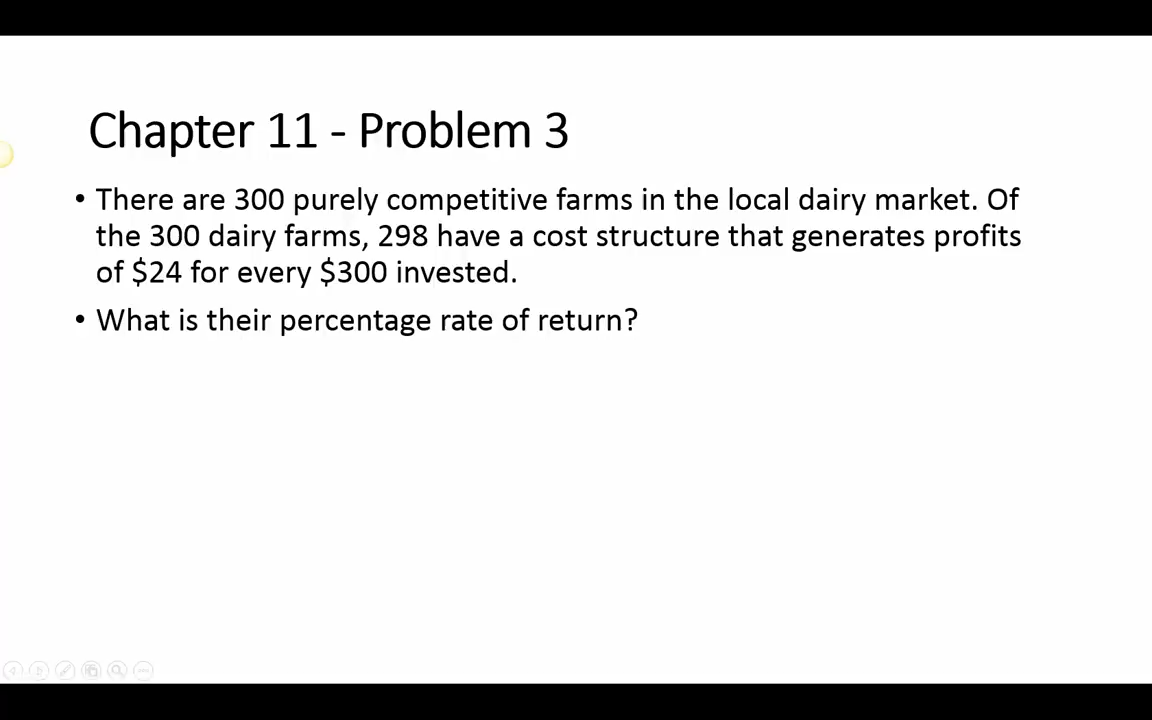 Chapter 11 - Problem 3
• There are 300 purely competitive farms in the local dairy market. Of
the 300 dairy farms, 298 have a cost structure that generates profits
of $24 for every $300 invested.
• What is their percentage rate of return?